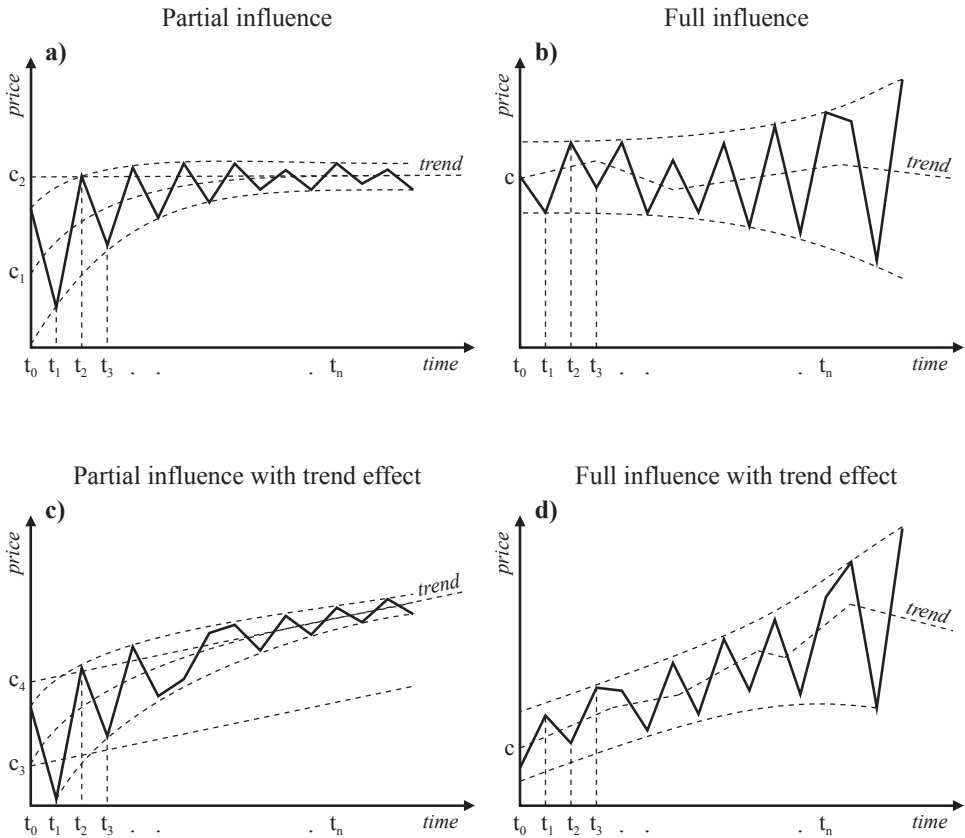 Partial influence
a)
price
c₂
c₁
trend
t₀ t₁ t₂ t₃ . . . tₙ time
Full influence
b)
price
c
trend
t₀ t₁ t₂ t₃ . . . tₙ time
Partial influence with trend effect
c)
price
c₄
c₃
trend
t₀ t₁ t₂ t₃ . . . tₙ time
Full influence with trend effect
d)
price
c
trend
t₀ t₁ t₂ t₃ . . . tₙ time